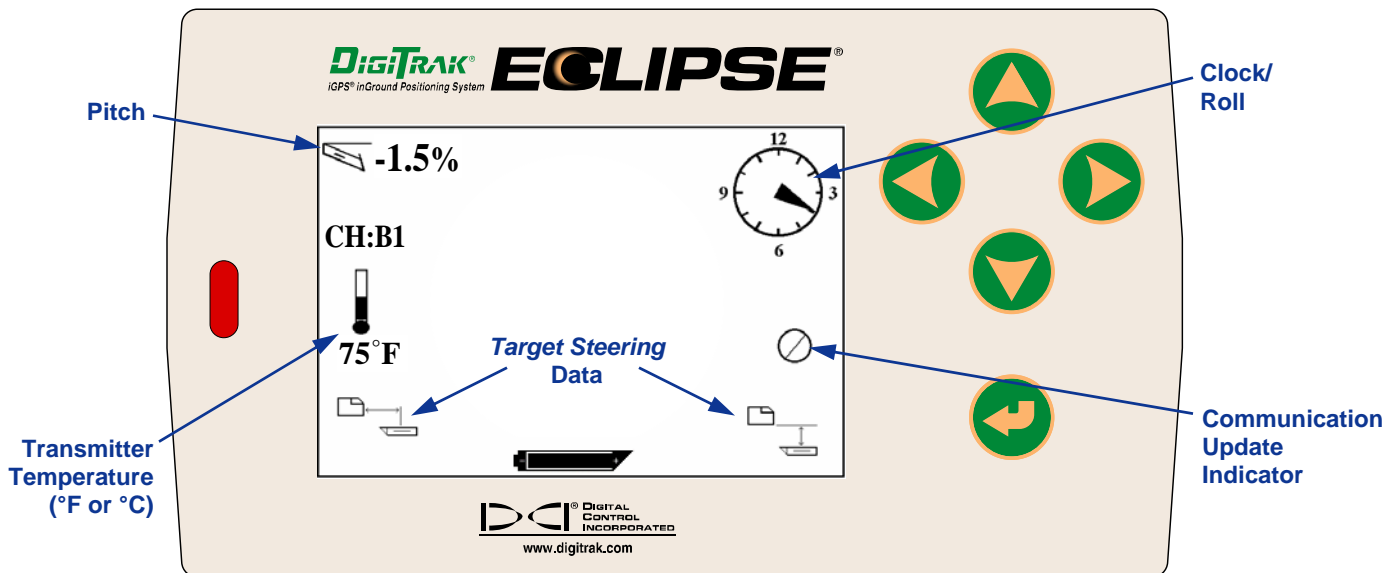 DIGITRAK® ECLIPSE®
iGPS® inGround Positioning System
Pitch
Clock/
Roll
-1.5%
12
9
3
6
CH:B1
75°F
Target Steering
Data
Transmitter
Temperature
(°F or °C)
Communication
Update
Indicator
DCI® DIGITAL
CONTROL
INCORPORATED
www.digitrak.com